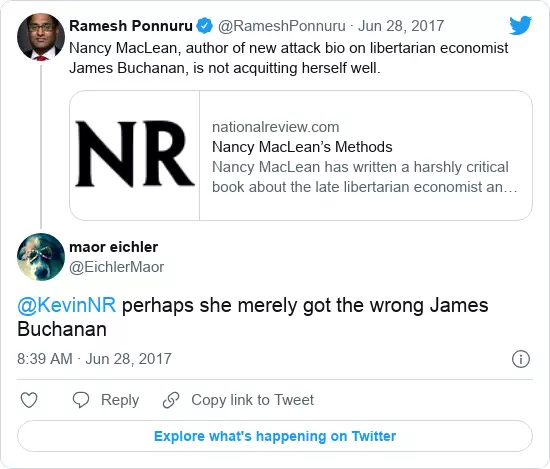 Ramesh Ponnuru @RameshPonnuru · Jun 28, 2017
Nancy MacLean, author of new attack bio on libertarian economist
James Buchanan, is not acquitting herself well.
NR
nationalreview.com
Nancy MacLean’s Methods
Nancy MacLean has written a harshly critical
book about the late libertarian economist an…
maor eichler
@EichlerMaor
@KevinNR perhaps she merely got the wrong James
Buchanan
8:39 AM · Jun 28, 2017
Reply
Copy link to Tweet
Explore what's happening on Twitter